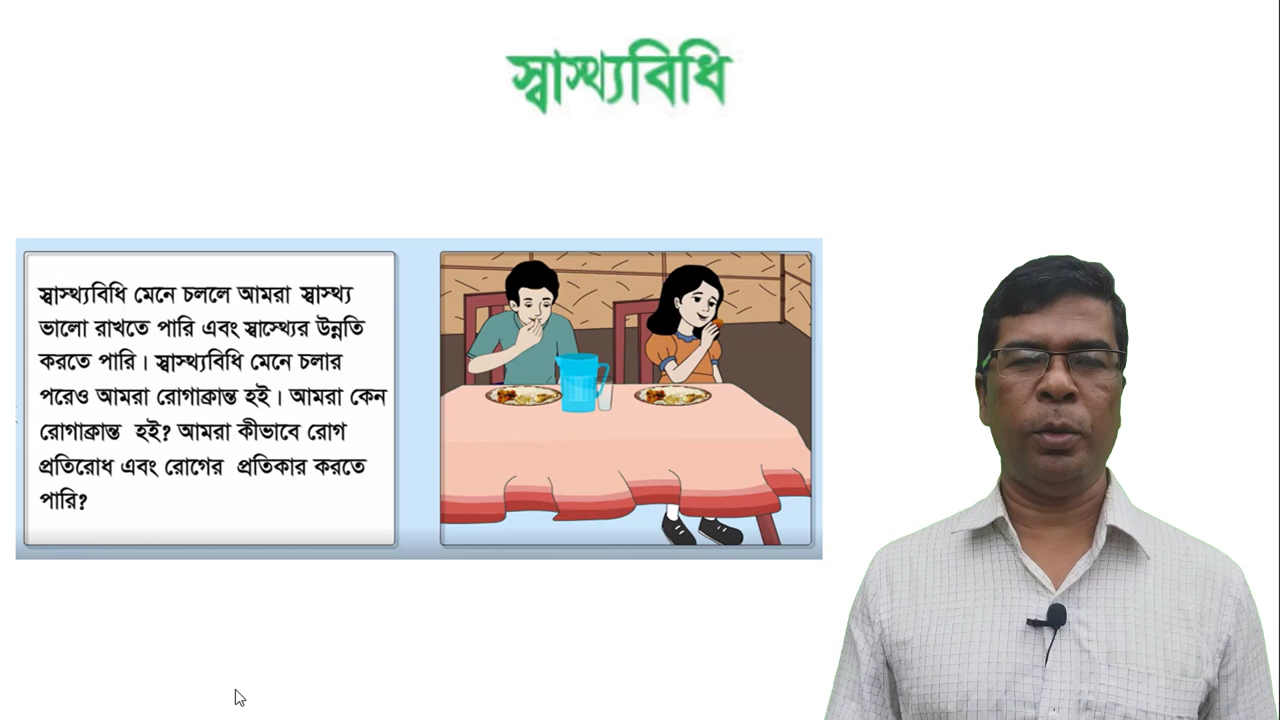 স্বাস্থ্যবিধি
স্বাস্থ্যবিধি মেনে চললে আমরা স্বাস্থ্য
ভালো রাখতে পারি এবং স্বাস্থ্যের উন্নতি
করতে পারি। স্বাস্থ্যবিধি মেনে চলার
পরেও আমরা রোগাক্রান্ত হই। আমরা কেন
রোগাক্রান্ত হই? আমরা কীভাবে রোগ
প্রতিরোধ এবং রোগের প্রতিকার করতে
পারি?